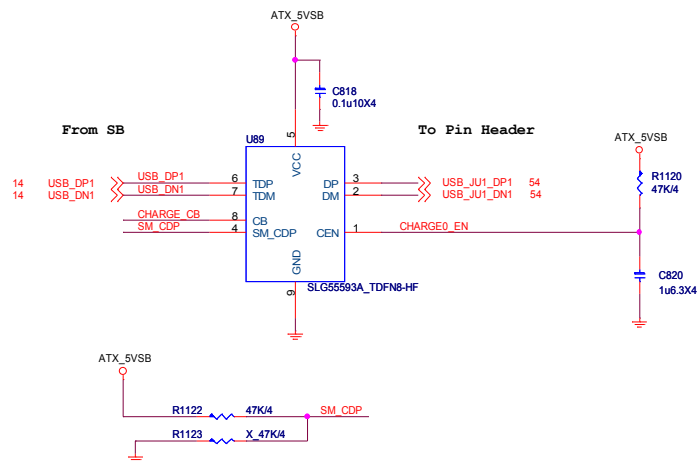 ATX_5VSB
C818
0.1u10X4
From SB
To Pin Header
U89
5
VCC
ATX_5VSB
R1120
47K/4
14 USB_DP1 USB_DP1 6 TDP DP 3 USB_JU1_DP1 54
14 USB_DN1 USB_DN1 7 TDM DM 2 USB_JU1_DN1 54
CHARGE_CB 8 CB
SM_CDP 4 SM_CDP CEN 1 CHARGE0_EN
GND
9
SLG55593A_TDFN8-HF
C820
1u6.3X4
ATX_5VSB
R1122 47K/4 SM_CDP
R1123 X_47K/4